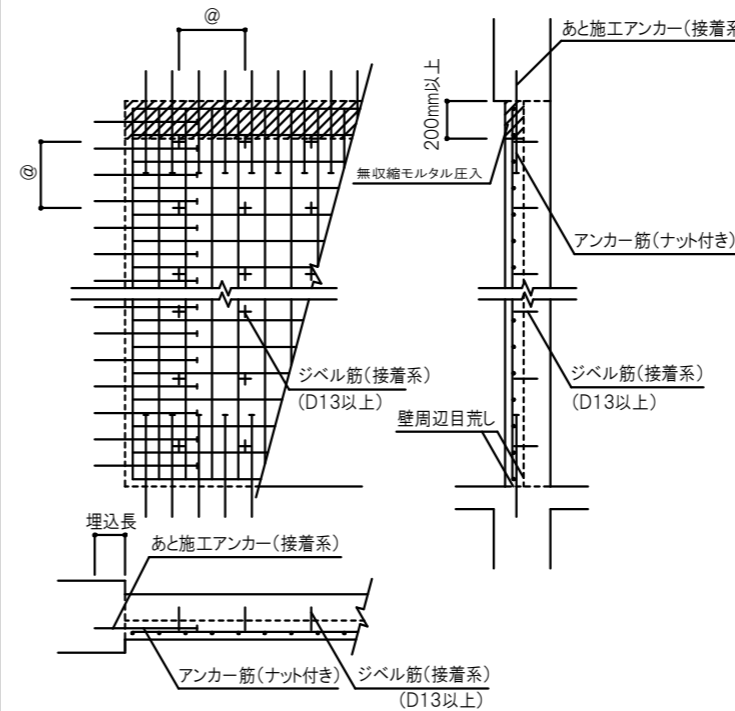 @
あと施工アンカー(接着系
200mm以上
@
無収縮モルタル圧入
アンカー筋(ナット付き)
ジベル筋(接着系)
(D13以上)
ジベル筋(接着系)
(D13以上)
壁周辺目荒し
埋込長
あと施工アンカー(接着系)
アンカー筋(ナット付き)
ジベル筋(接着系)
(D13以上)